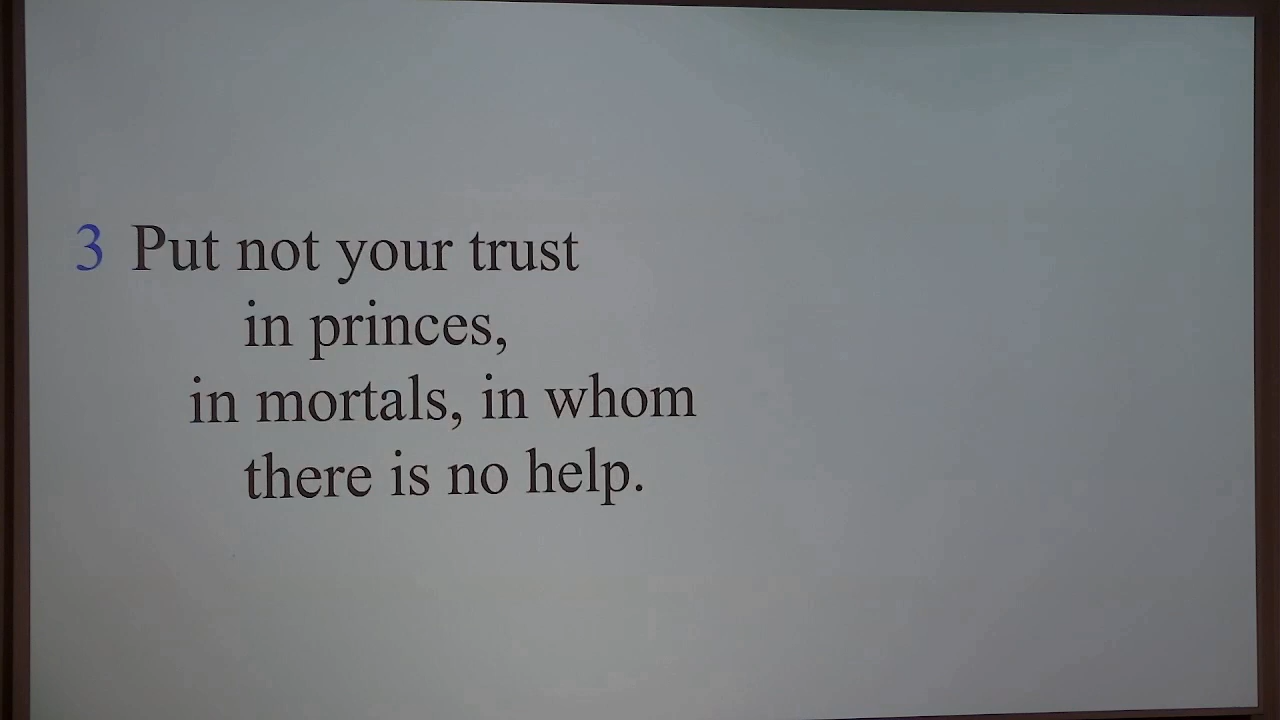 3 Put not your trust
in princes,
in mortals, in whom
there is no help.